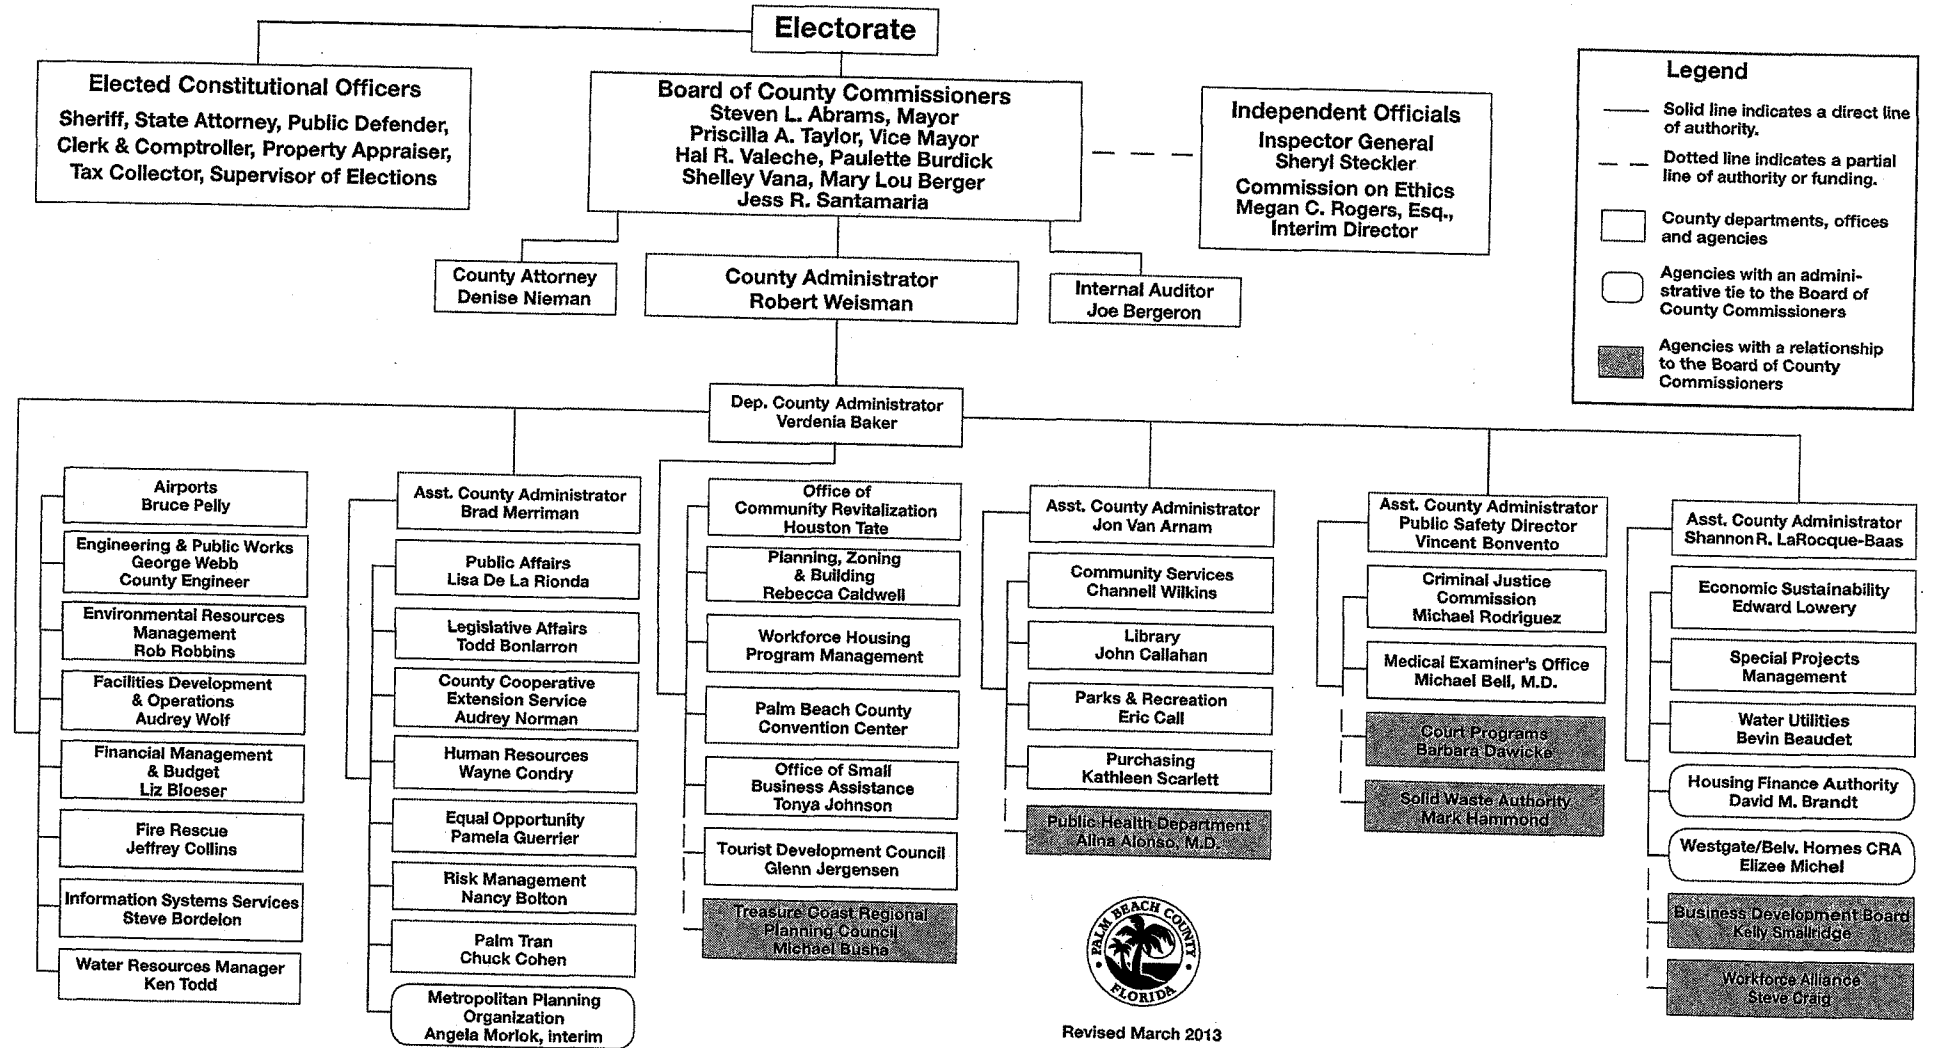 Electorate
Elected Constitutional Officers
Sheriff, State Attorney, Public Defender,
Clerk & Comptroller, Property Appraiser,
Tax Collector, Supervisor of Elections
Board of County Commissioners
Steven L. Abrams, Mayor
Priscilla A. Taylor, Vice Mayor
Hal R. Valeche, Paulette Burdick
Shelley Vana, Mary Lou Berger
Jess R. Santamaria
Independent Officials
Inspector General
Sheryl Steckler
Commission on Ethics
Megan C. Rogers, Esq.,
Interim Director
Legend
Solid line indicates a direct line
of authority.
Dotted line indicates a partial
line of authority or funding.
County departments, offices
and agencies
Agencies with an admini-
strative tie to the Board of
County Commissioners
Agencies with a relationship
to the Board of County
Commissioners
County Attorney
Denise Nieman
County Administrator
Robert Weisman
Internal Auditor
Joe Bergeron
Dep. County Administrator
Verdenia Baker
Airports
Bruce Pelly
Engineering & Public Works
George Webb
County Engineer
Environmental Resources
Management
Rob Robbins
Facilities Development
& Operations
Audrey Wolf
Financial Management
& Budget
Liz Bloeser
Fire Rescue
Jeffrey Collins
Information Systems Services
Steve Bordelon
Water Resources Manager
Ken Todd
Asst. County Administrator
Brad Merriman
Public Affairs
Lisa De La Rionda
Legislative Affairs
Todd Bonlarron
County Cooperative
Extension Service
Audrey Norman
Human Resources
Wayne Condry
Equal Opportunity
Pamela Guerrier
Risk Management
Nancy Bolton
Palm Tran
Chuck Cohen
Metropolitan Planning
Organization
Angela Morlok, interim
Office of
Community Revitalization
Houston Tate
Planning, Zoning
& Building
Rebecca Caldwell
Workforce Housing
Program Management
Palm Beach County
Convention Center
Office of Small
Business Assistance
Tonya Johnson
Tourist Development Council
Glenn Jergensen
Treasure Coast Regional
Planning Council
Michael Busha
Asst. County Administrator
Jon Van Arnam
Community Services
Channell Wilkins
Library
John Callahan
Parks & Recreation
Eric Call
Purchasing
Kathleen Scarlett
Public Health Department
Alina Alonso, M.D.
Asst. County Administrator
Public Safety Director
Vincent Bonvento
Criminal Justice
Commission
Michael Rodriguez
Medical Examiner's Office
Michael Bell, M.D.
Court Programs
Barbara Dawicke
Solid Waste Authority
Mark Hammond
Asst. County Administrator
Shannon R. LaRocque-Baas
Economic Sustainability
Edward Lowery
Special Projects
Management
Water Utilities
Bevin Beaudet
Housing Finance Authority
David M. Brandt
Westgate/Belv. Homes CRA
Elizee Michel
Business Development Board
Kelly Smallridge
Workforce Alliance
Steve Craig
PALM BEACH COUNTY
FLORIDA
Revised March 2013